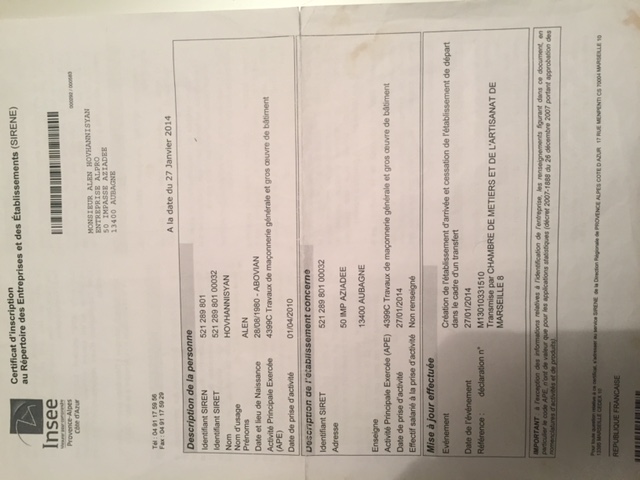 Certificat d'inscription
au Répertoire des Entreprises et des Établissements (SIRENE)
Insee
Mesurer pour comprendre
Provence-Alpes
Côte d'Azur
MONSIEUR ALEN HOVHANNISYAN
ENTREPRISE ALPRO
50 IMPASSE AZIADEE
13400 AUBAGNE
Tél : 04 91 17 59 56
Fax : 04 91 17 59 29
A la date du 27 Janvier 2014
Description de la personne
Identifiant SIREN 521 289 801
Identifiant SIRET 521 289 801 00032
Nom HOVHANNISYAN
Nom d'usage
Prénoms ALEN
Date et lieu de Naissance 28/08/1980 - ABOVIAN
Activité Principale Exercée 4399C Travaux de maçonnerie générale et gros œuvre de bâtiment
(APE)
Date de prise d'activité 01/04/2010
Description de l'établissement concerné
Identifiant SIRET 521 289 801 00032
Adresse
50 IMP AZIADEE
13400 AUBAGNE
Enseigne
Activité Principale Exercée (APE) 4399C Travaux de maçonnerie générale et gros œuvre de bâtiment
Date de prise d'activité 27/01/2014
Effectif salarié à la prise d'activité Non renseigné
Mise à jour effectuée
Evénement Création de l'établissement d'arrivée et cessation de l'établissement de départ
dans le cadre d'un transfert
Date de l'événement 27/01/2014
Référence : déclaration n° M13010331510
Transmise par CHAMBRE DE METIERS ET DE L'ARTISANAT DE
MARSEILLE 8
IMPORTANT : à l'exception des informations relatives à l'identification de l'entreprise, les renseignements figurant dans ce document, en
particulier le code APE, n'ont de valeur que pour les applications statistiques (décret 2007-1888 du 26 décembre 2007 portant approbation des
nomenclatures d'activités et de produits).
Pour toute question relative à ce certificat, s'adresser au service SIRENE de la Direction Régionale de PROVENCE ALPES COTE D AZUR 17 RUE MENPENTI CS 70004 MARSEILLE 10
MARSEILLE CEDEX 10
REPUBLIQUE FRANCAISE